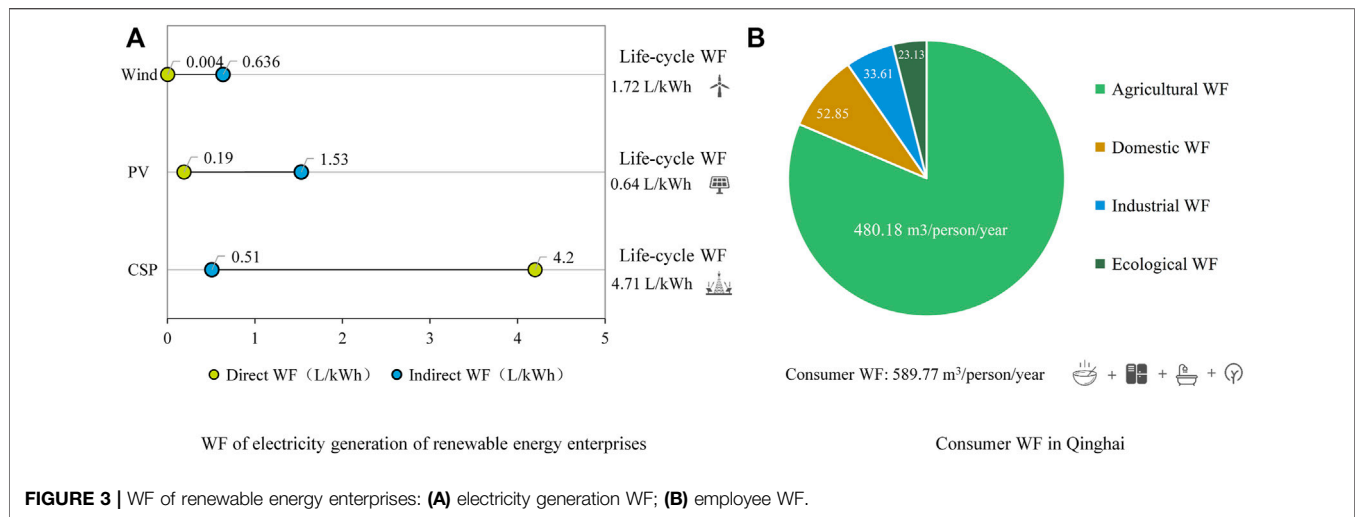 A
Wind
0.004
0.636
Life-cycle WF
1.72 L/kWh
PV
0.19
1.53
Life-cycle WF
0.64 L/kWh
CSP
0.51
4.2
Life-cycle WF
4.71 L/kWh
0 1 2 3 4 5
Direct WF（L/kWh） Indirect WF（L/kWh）
WF of electricity generation of renewable energy enterprises
B
23.13
33.61
52.85
480.18 m3/person/year
Agricultural WF
Domestic WF
Industrial WF
Ecological WF
Consumer WF: 589.77 m³/person/year + + +
Consumer WF in Qinghai
FIGURE 3 | WF of renewable energy enterprises: (A) electricity generation WF; (B) employee WF.